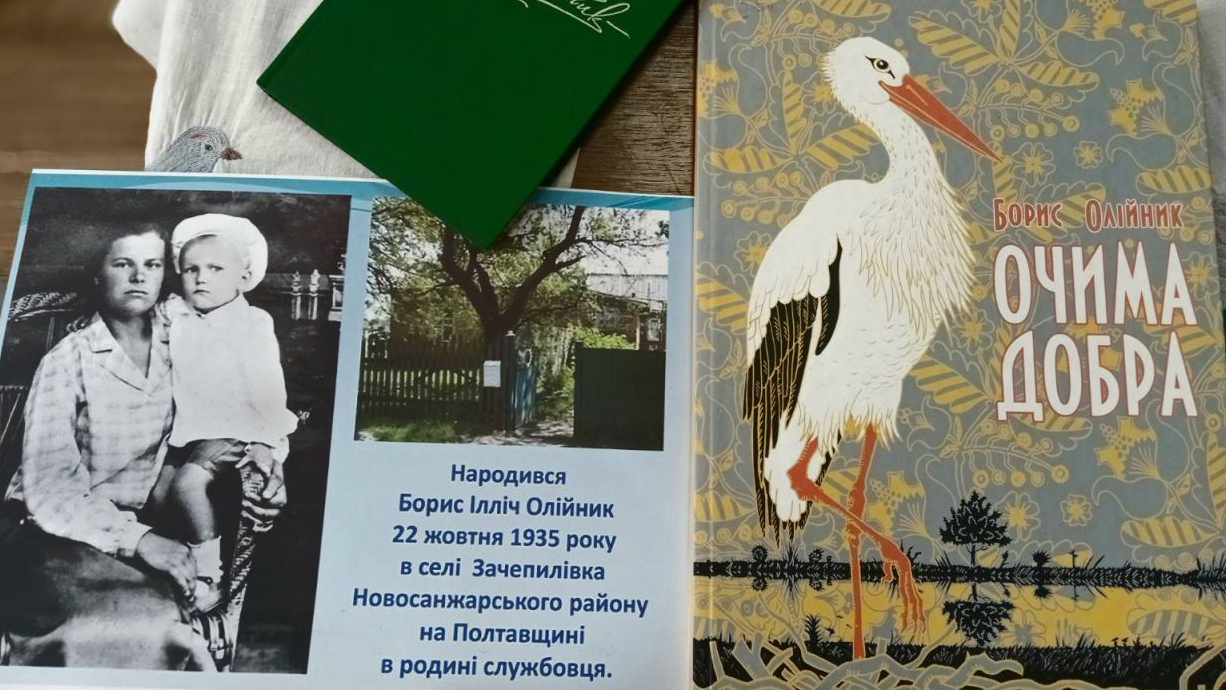 Народився
Борис Ілліч Олійник
22 жовтня 1935 року
в селі Зачепилівка
Новосанжарського району
на Полтавщині
в родині службовця.
Борис Олійник
ОЧИМА
ДОБРА